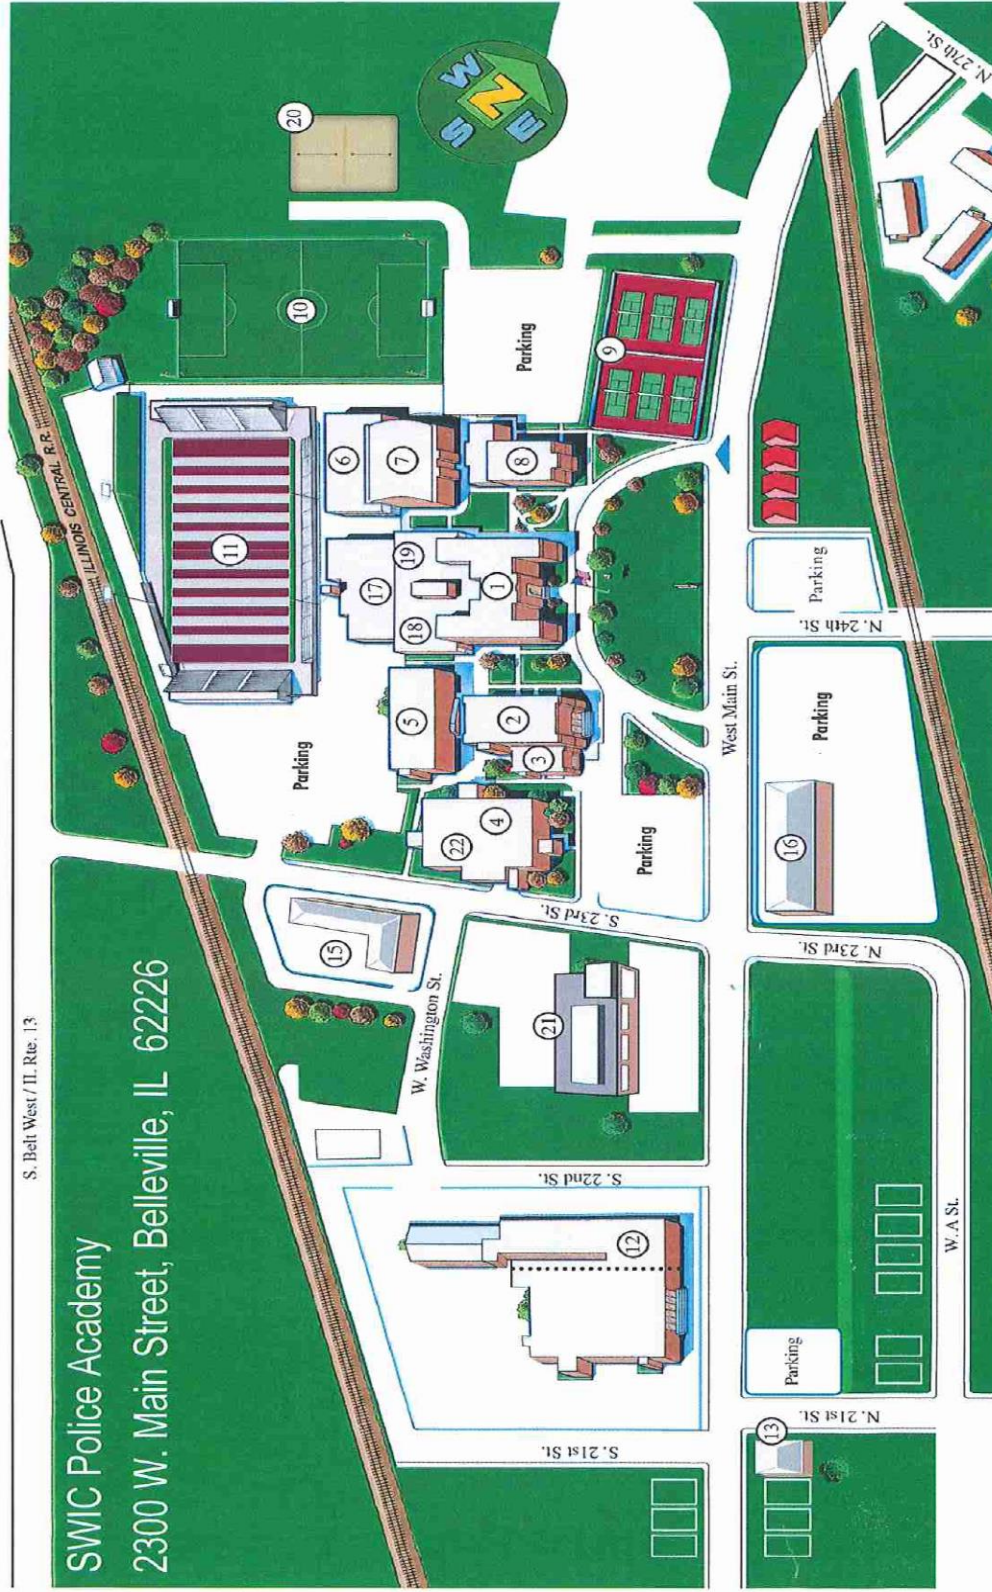 S. Belt West / Il. Rte. 13
SWIC Police Academy
2300 W. Main Street, Belleville, IL 62226
ILLINOIS CENTRAL R.R.
11
20
10
Parking
15
6
17
7
5
18
19
W. Washington St.
22
4
S
W
N
E
1
2
3
8
Parking
21
S. 23rd St.
S. 22nd St.
S. 21st St.
12
9
Parking
West Main St.
13
16
Parking
Parking
Parking
N. 21st St.
N. 23rd St.
N. 24th St.
N. 27th St.
W. A St.